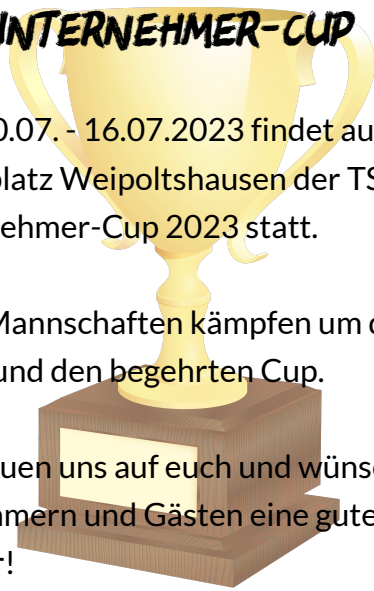 UNTERNEHMER-CUP
0.07. - 16.07.2023 findet au
platz Weipoltshausen der TS
ehmer-Cup 2023 statt.
Mannschaften kämpfen um d
und den begehrten Cup.
uen uns auf euch und wünsc
mern und Gästen eine gute
r!